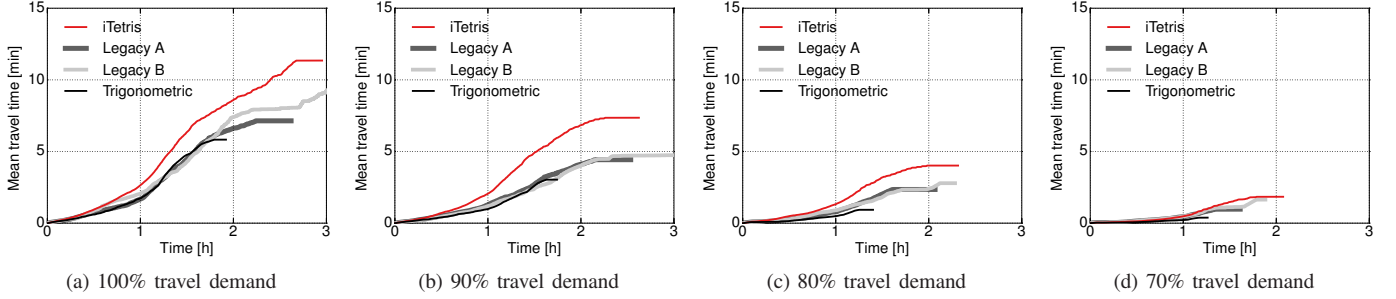 Mean travel time [min]
15
10
5
0
iTetris
Legacy A
Legacy B
Trigonometric
0 1 2 3
Time [h]
(a) 100% travel demand
Mean travel time [min]
15
10
5
0
iTetris
Legacy A
Legacy B
Trigonometric
0 1 2 3
Time [h]
(b) 90% travel demand
Mean travel time [min]
15
10
5
0
iTetris
Legacy A
Legacy B
Trigonometric
0 1 2 3
Time [h]
(c) 80% travel demand
Mean travel time [min]
15
10
5
0
iTetris
Legacy A
Legacy B
Trigonometric
0 1 2 3
Time [h]
(d) 70% travel demand